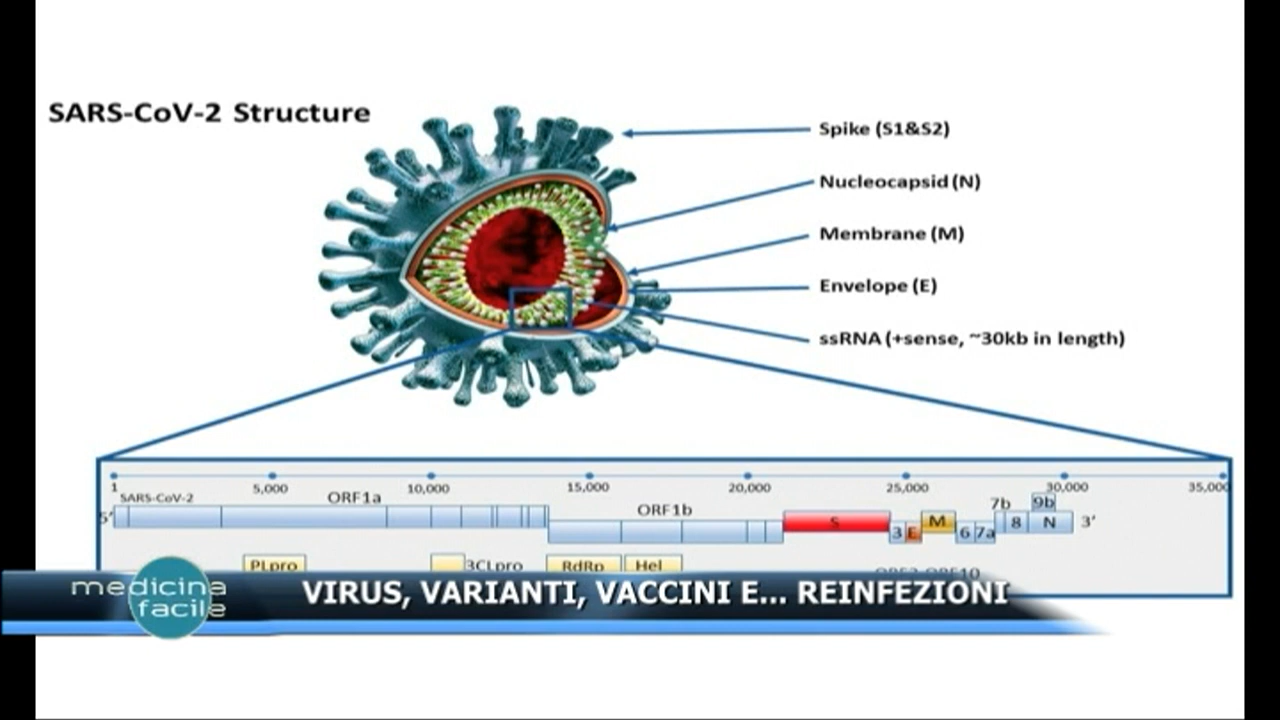 SARS-CoV-2 Structure
Spike (S1&S2)
Nucleocapsid (N)
Membrane (M)
Envelope (E)
ssRNA (+sense, ~30kb in length)
1 5,000 10,000 15,000 20,000 25,000 30,000 35,000
SARS-CoV-2 ORF1a ORF1b 7b 9b
5' S 3 E M 6 7a 8 N 3'
PLpro 3CLpro RdRp Hel
medicina facile
VIRUS, VARIANTI, VACCINI E... REINFEZIONI